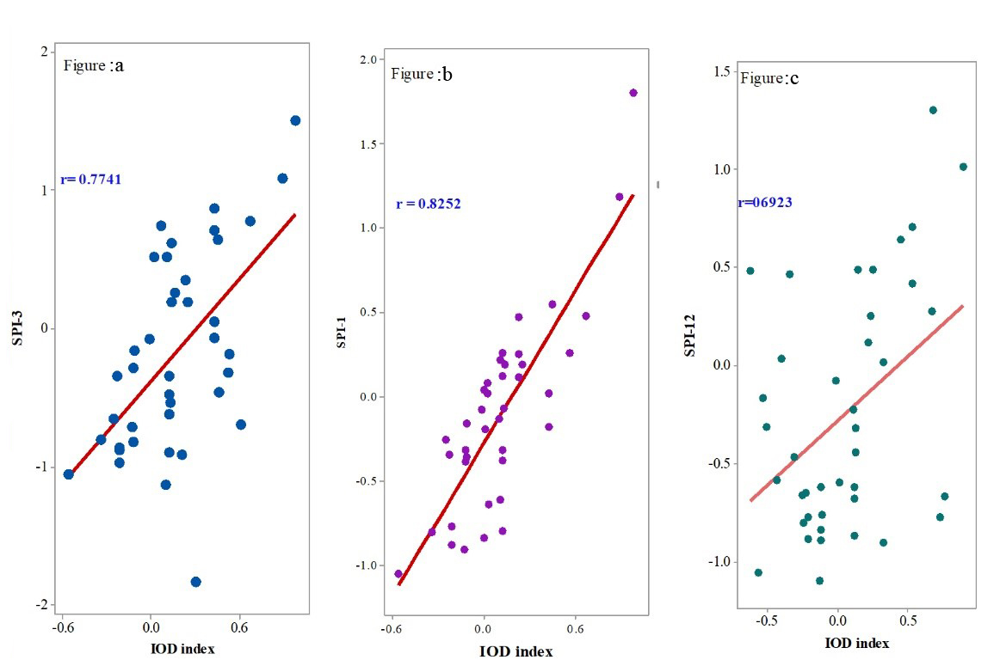 Figure :a
r= 0.7741
SPI-3
2
1
0
-1
-2
-0.6 0.0 0.6
IOD index
Figure :b
r = 0.8252
SPI-1
2.0
1.5
1.0
0.5
0.0
-0.5
-1.0
-0.6 0.0 0.6
IOD index
Figure:c
r=06923
SPI-12
1.5
1.0
0.5
0.0
-0.5
-1.0
-0.5 0.0 0.5
IOD index